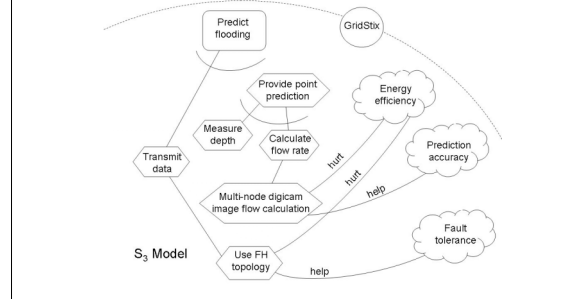 Predict
flooding
GridStix
Provide point
prediction
Energy
efficiency
Measure
depth
Calculate
flow rate
Prediction
accuracy
Transmit
data
hurt
hurt
help
Multi-node digicam
image flow calculation
Fault
tolerance
S₃ Model
Use FH
topology
help